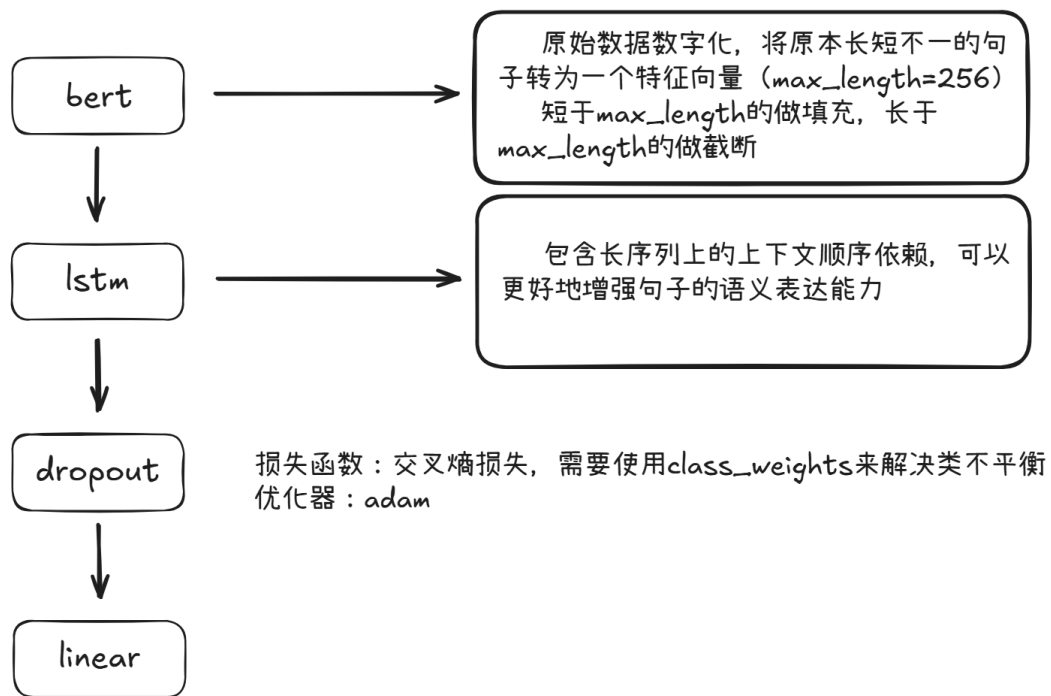 bert
原始数据数字化，将原本长短不一的句
子转为一个特征向量（max_length=256）
短于max_length的做填充，长于
max_length的做截断
lstm
包含长序列上的上下文顺序依赖，可以
更好地增强句子的语义表达能力
dropout
损失函数：交叉熵损失，需要使用class_weights来解决类不平衡
优化器：adam
linear